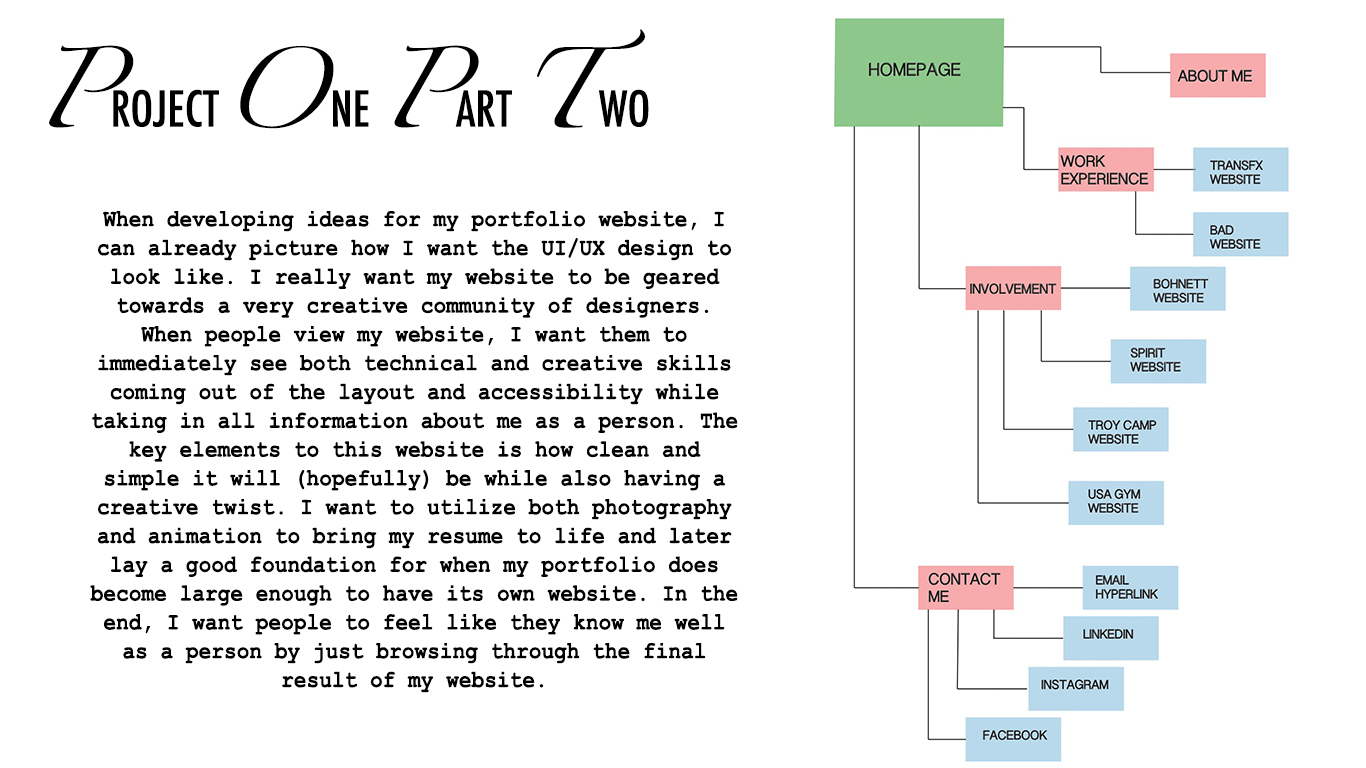 Project One Part Two
When developing ideas for my portfolio website, I
can already picture how I want the UI/UX design to
look like. I really want my website to be geared
towards a very creative community of designers.
When people view my website, I want them to
immediately see both technical and creative skills
coming out of the layout and accessibility while
taking in all information about me as a person. The
key elements to this website is how clean and
simple it will (hopefully) be while also having a
creative twist. I want to utilize both photography
and animation to bring my resume to life and later
lay a good foundation for when my portfolio does
become large enough to have its own website. In the
end, I want people to feel like they know me well
as a person by just browsing through the final
result of my website.
HOMEPAGE
ABOUT ME
WORK
EXPERIENCE
TRANSFX
WEBSITE
BAD
WEBSITE
INVOLVEMENT
BOHNETT
WEBSITE
SPIRIT
WEBSITE
TROY CAMP
WEBSITE
USA GYM
WEBSITE
CONTACT
ME
EMAIL
HYPERLINK
LINKEDIN
INSTAGRAM
FACEBOOK